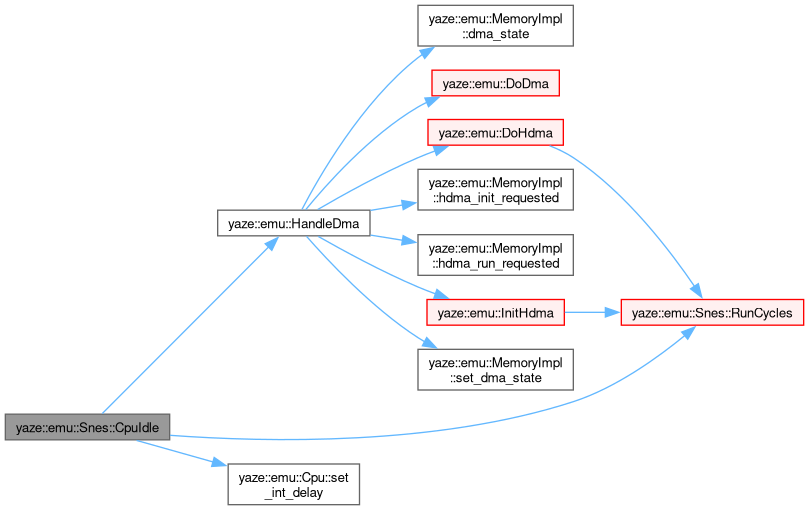 yaze::emu::MemoryImpl
::dma_state
yaze::emu::DoDma
yaze::emu::DoHdma
yaze::emu::MemoryImpl
::hdma_init_requested
yaze::emu::HandleDma
yaze::emu::MemoryImpl
::hdma_run_requested
yaze::emu::InitHdma
yaze::emu::Snes::RunCycles
yaze::emu::MemoryImpl
::set_dma_state
yaze::emu::Snes::CpuIdle
yaze::emu::Cpu::set
_int_delay